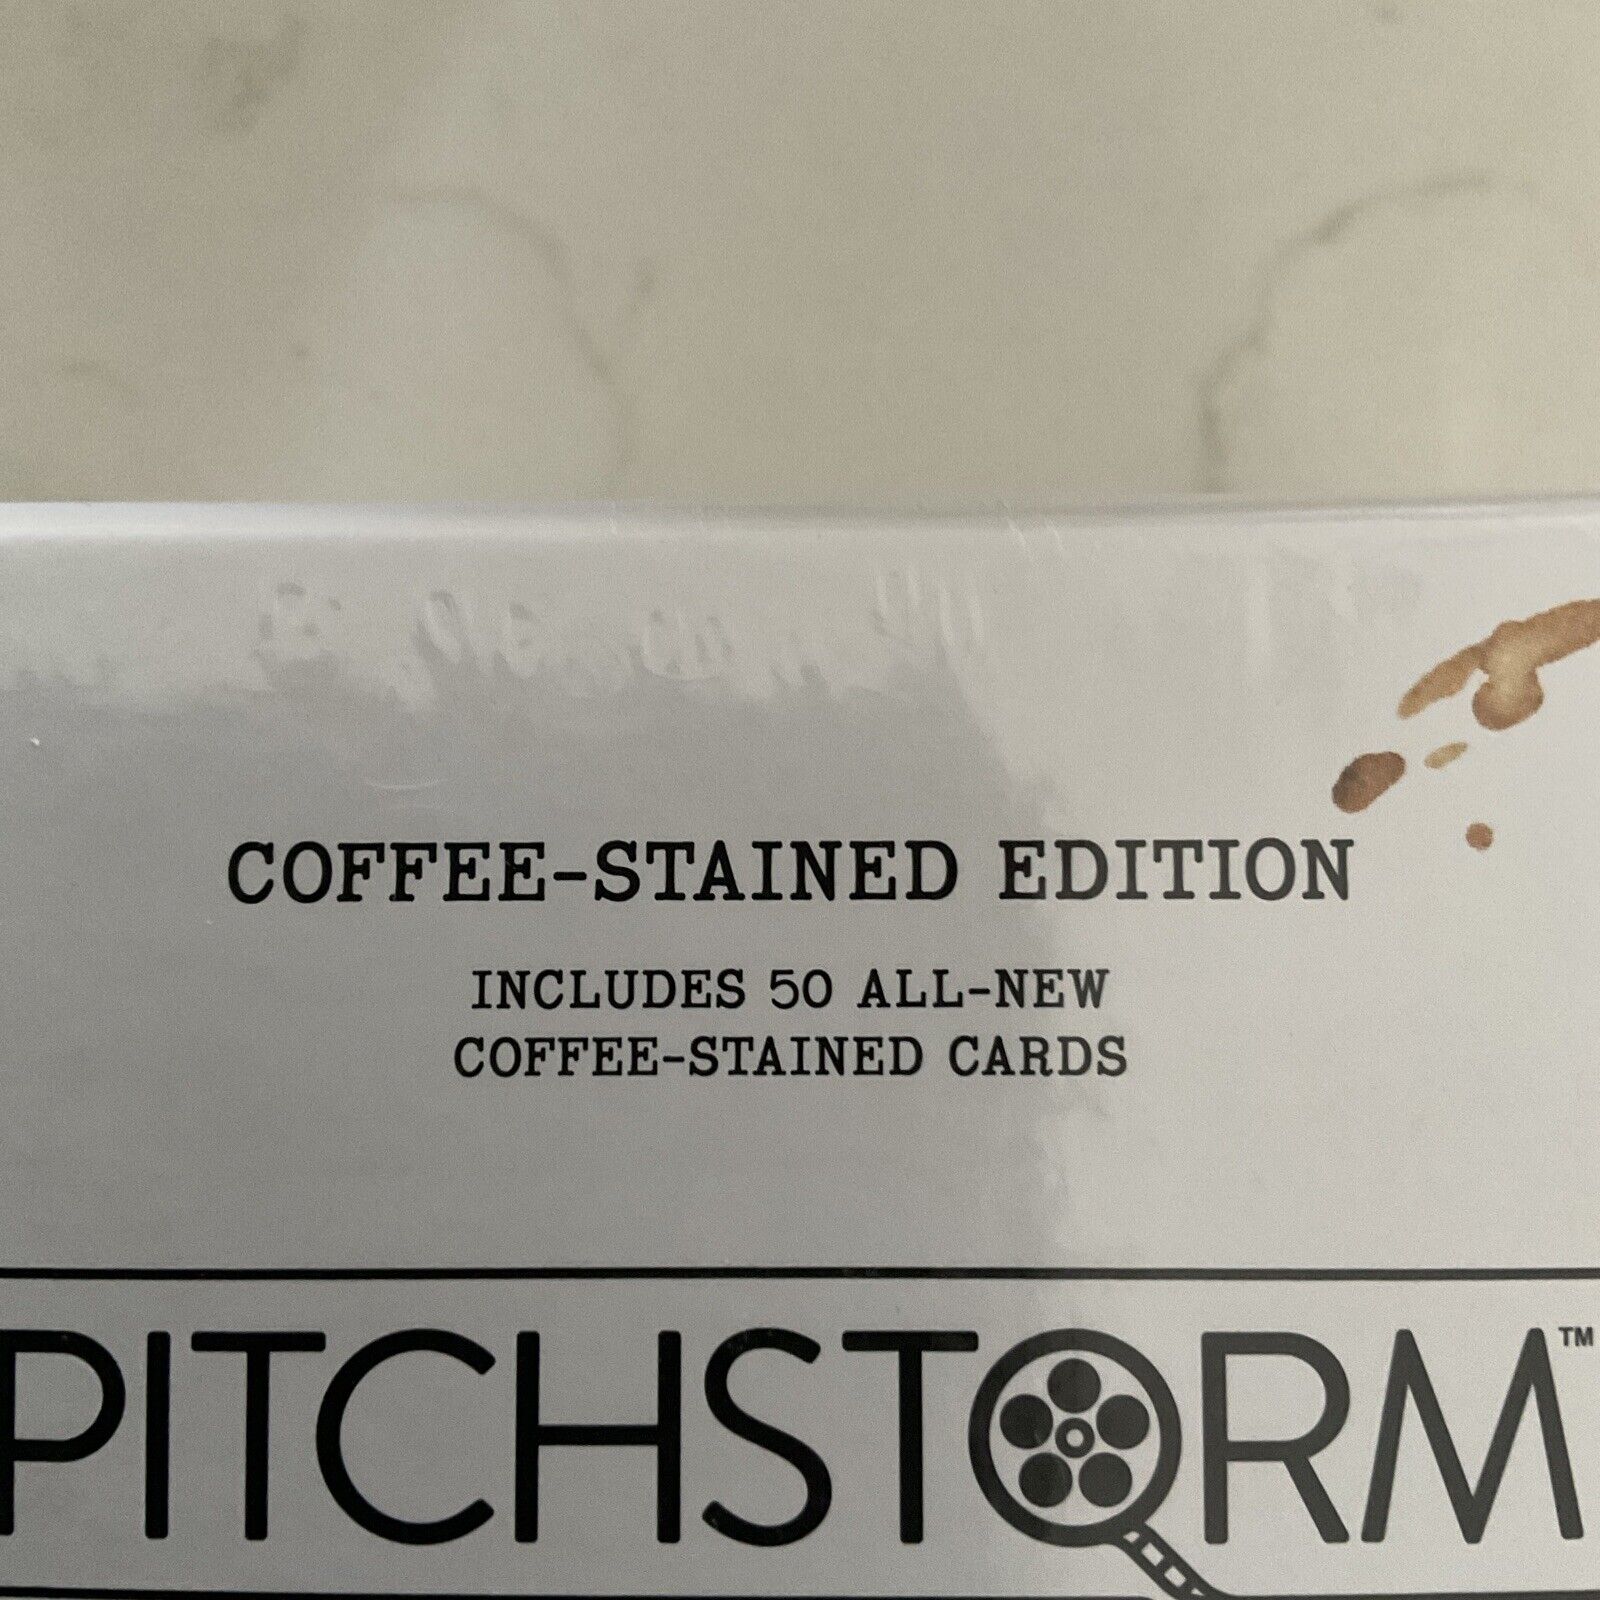 COFFEE-STAINED EDITION
INCLUDES 50 ALL-NEW
COFFEE-STAINED CARDS
PITCHSTORM™